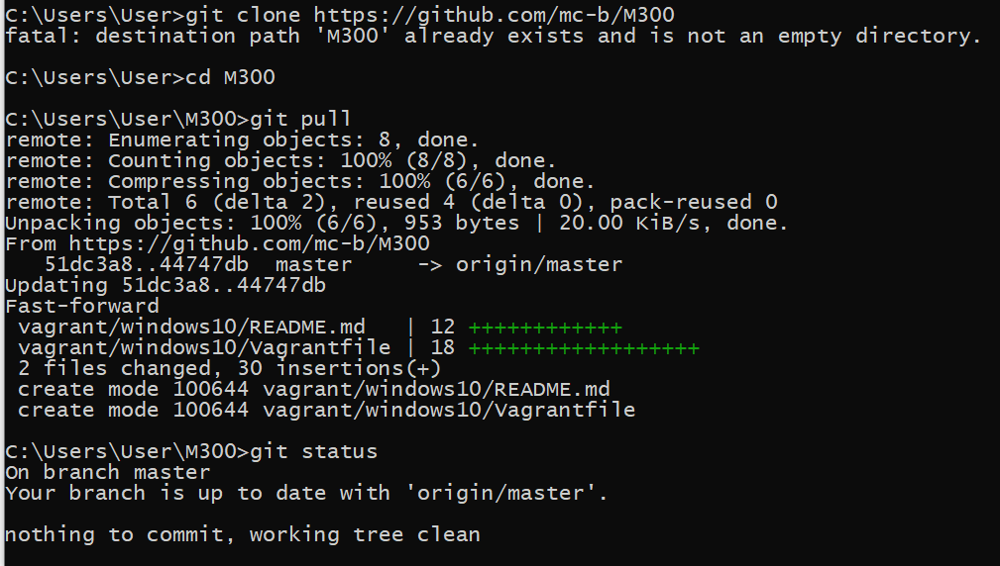 C:\Users\User>git clone https://github.com/mc-b/M300
fatal: destination path 'M300' already exists and is not an empty directory.
C:\Users\User>cd M300
C:\Users\User\M300>git pull
remote: Enumerating objects: 8, done.
remote: Counting objects: 100% (8/8), done.
remote: Compressing objects: 100% (6/6), done.
remote: Total 6 (delta 2), reused 4 (delta 0), pack-reused 0
Unpacking objects: 100% (6/6), 953 bytes | 20.00 KiB/s, done.
From https://github.com/mc-b/M300
   51dc3a8..44747db  master     -> origin/master
Updating 51dc3a8..44747db
Fast-forward
 vagrant/windows10/README.md   | 12 ++++++++++++
 vagrant/windows10/Vagrantfile | 18 ++++++++++++++++++
 2 files changed, 30 insertions(+)
 create mode 100644 vagrant/windows10/README.md
 create mode 100644 vagrant/windows10/Vagrantfile
C:\Users\User\M300>git status
On branch master
Your branch is up to date with 'origin/master'.
nothing to commit, working tree clean